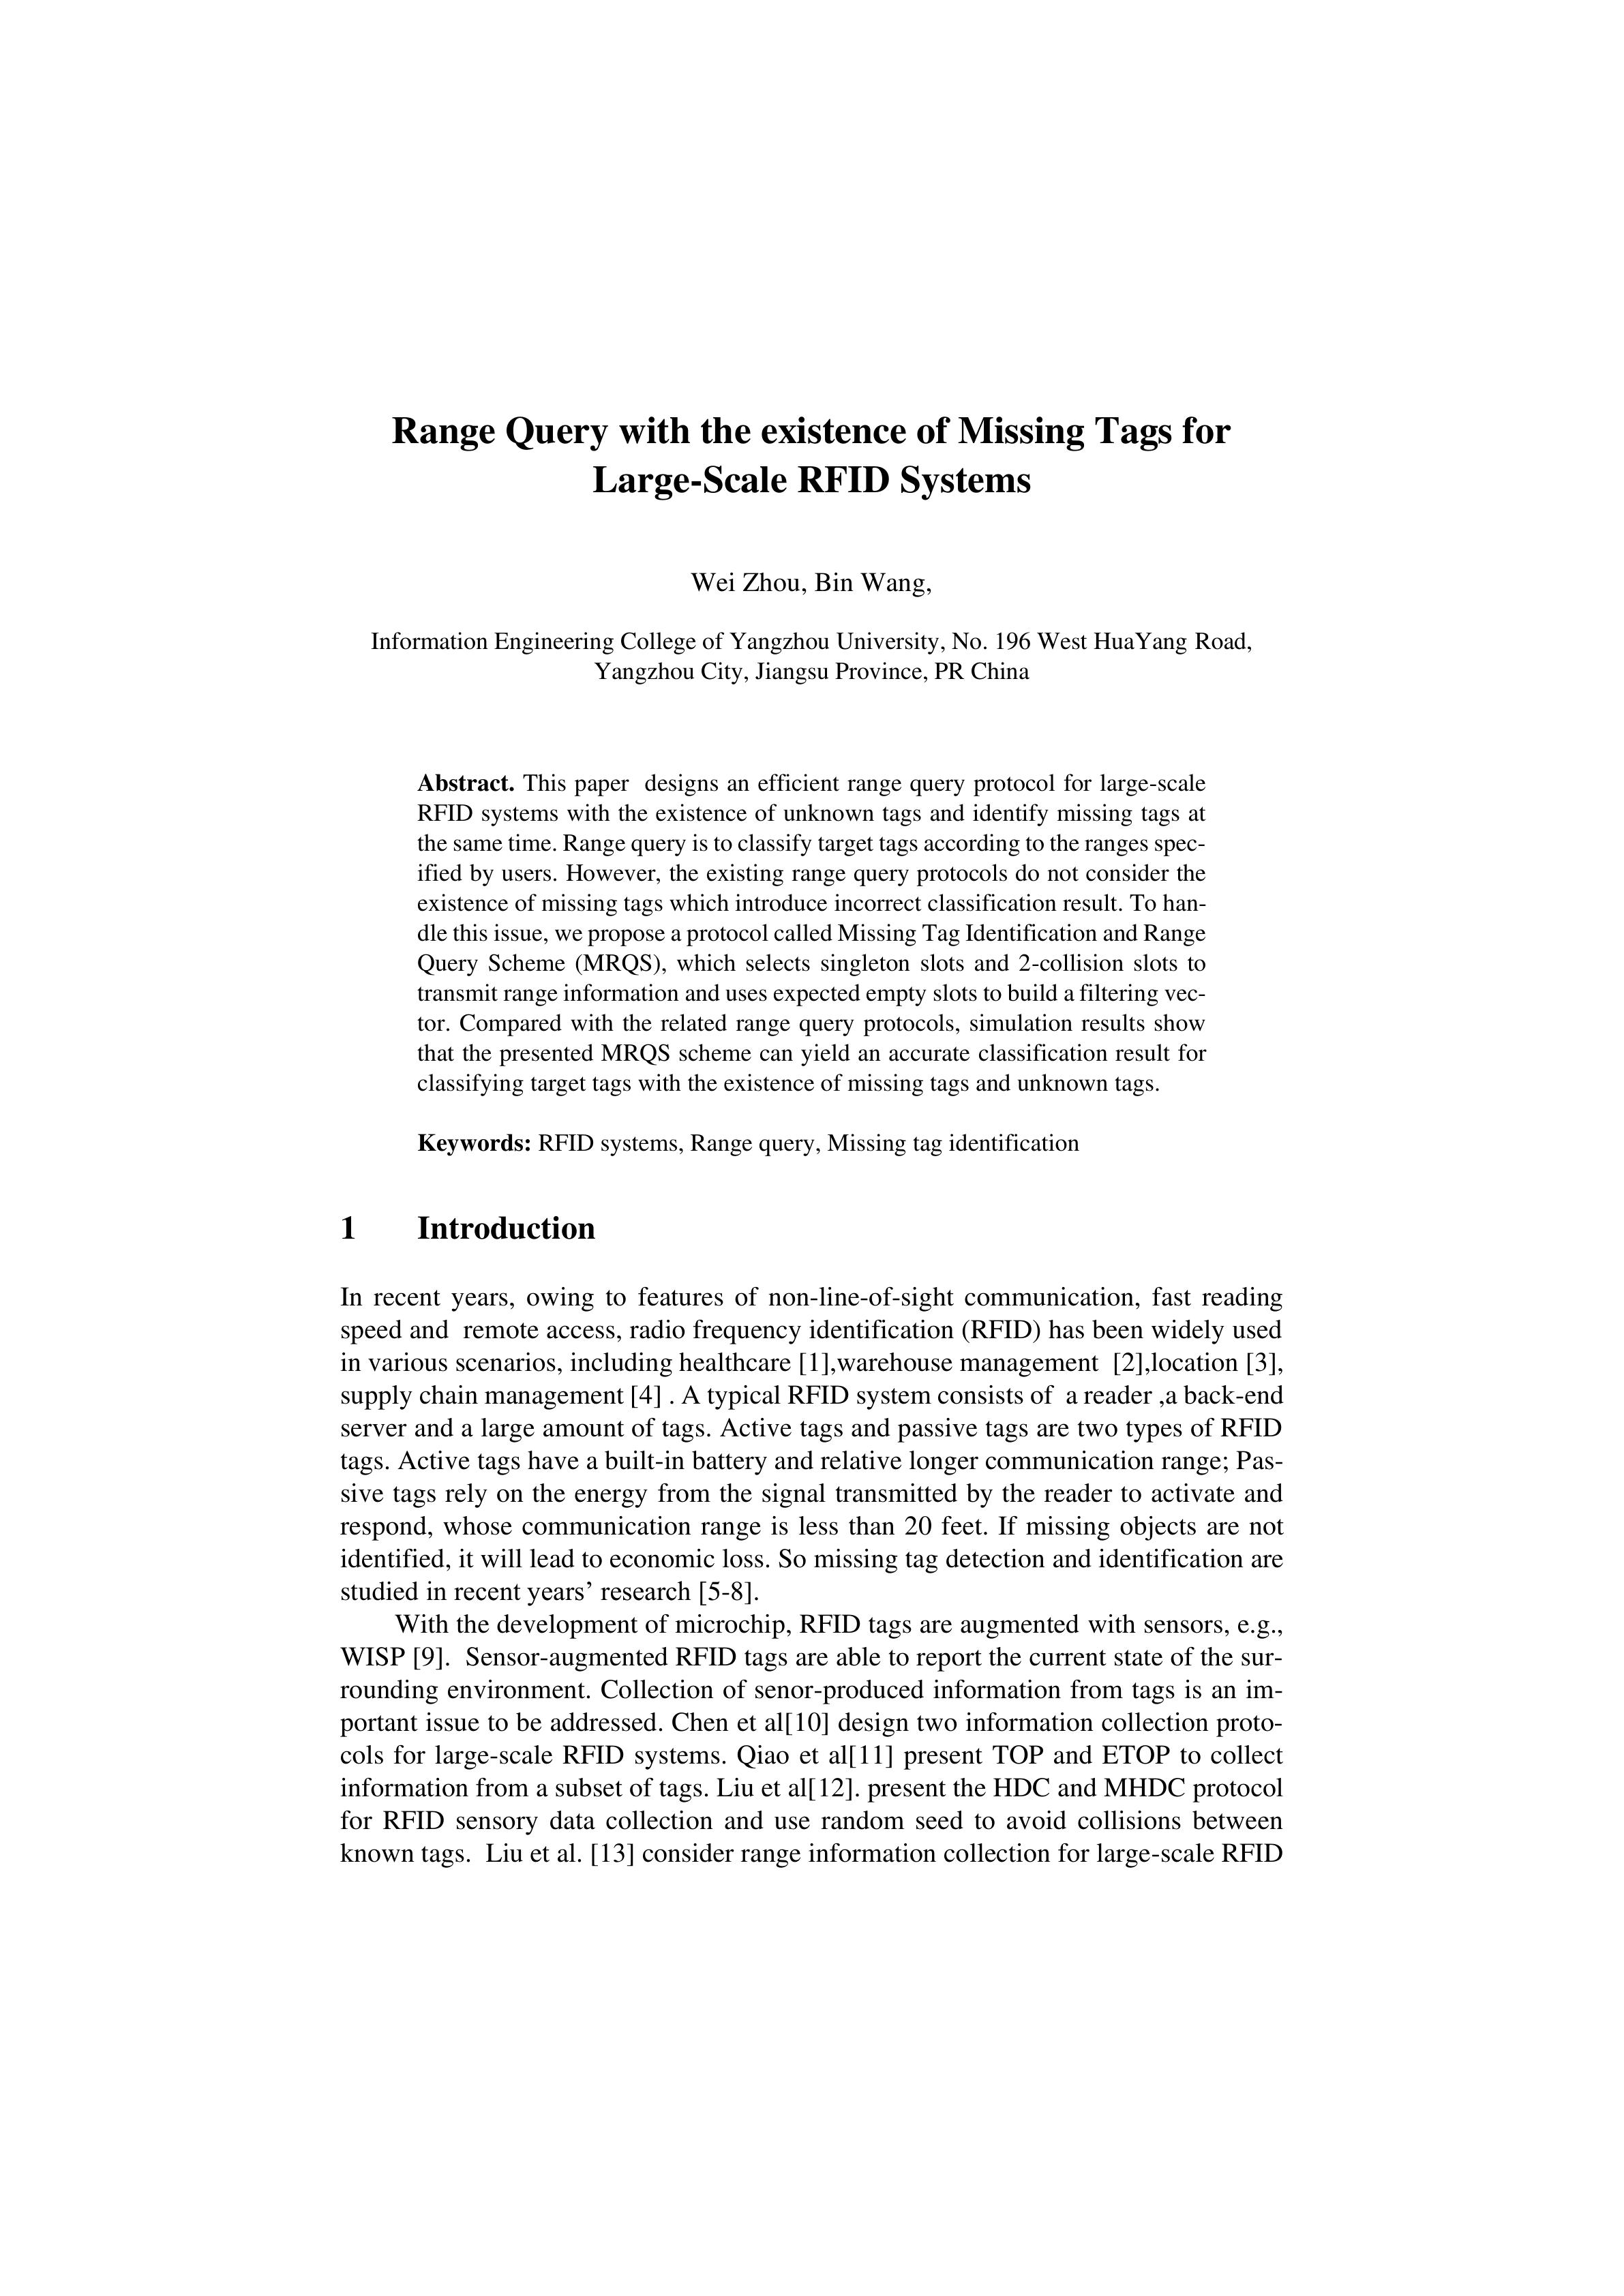 Range Query with the existence of Missing Tags for
Large-Scale RFID Systems
Wei Zhou, Bin Wang,
Information Engineering College of Yangzhou University, No. 196 West HuaYang Road,
Yangzhou City, Jiangsu Province, PR China
Abstract. This paper  designs an efficient range query protocol for large-scale
RFID systems with the existence of unknown tags and identify missing tags at
the same time. Range query is to classify target tags according to the ranges spec-
ified by users. However, the existing range query protocols do not consider the
existence of missing tags which introduce incorrect classification result. To han-
dle this issue, we propose a protocol called Missing Tag Identification and Range
Query Scheme (MRQS), which selects singleton slots and 2-collision slots to
transmit range information and uses expected empty slots to build a filtering vec-
tor. Compared with the related range query protocols, simulation results show
that the presented MRQS scheme can yield an accurate classification result for
classifying target tags with the existence of missing tags and unknown tags.
Keywords: RFID systems, Range query, Missing tag identification
1 Introduction
In recent years, owing to features of non-line-of-sight communication, fast reading
speed and  remote access, radio frequency identification (RFID) has been widely used
in various scenarios, including healthcare [1],warehouse management  [2],location [3],
supply chain management [4] . A typical RFID system consists of  a reader ,a back-end
server and a large amount of tags. Active tags and passive tags are two types of RFID
tags. Active tags have a built-in battery and relative longer communication range; Pas-
sive tags rely on the energy from the signal transmitted by the reader to activate and
respond, whose communication range is less than 20 feet. If missing objects are not
identified, it will lead to economic loss. So missing tag detection and identification are
studied in recent years’ research [5-8].
With the development of microchip, RFID tags are augmented with sensors, e.g.,
WISP [9].  Sensor-augmented RFID tags are able to report the current state of the sur-
rounding environment. Collection of senor-produced information from tags is an im-
portant issue to be addressed. Chen et al[10] design two information collection proto-
cols for large-scale RFID systems. Qiao et al[11] present TOP and ETOP to collect
information from a subset of tags. Liu et al[12]. present the HDC and MHDC protocol
for RFID sensory data collection and use random seed to avoid collisions between
known tags.  Liu et al. [13] consider range information collection for large-scale RFID